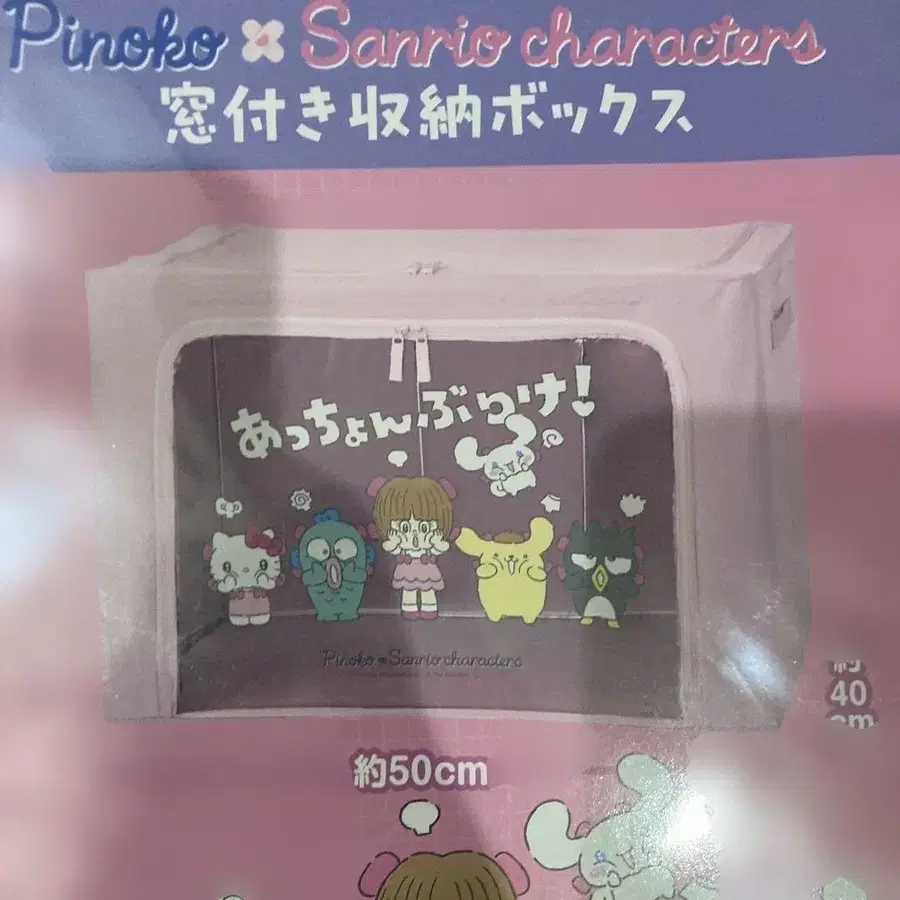 Pinoko × Sanrio characters
窓付き収納ボックス
あっちょんぶりけ!
Pinoko × Sanrio characters
約
40
cm
約50cm